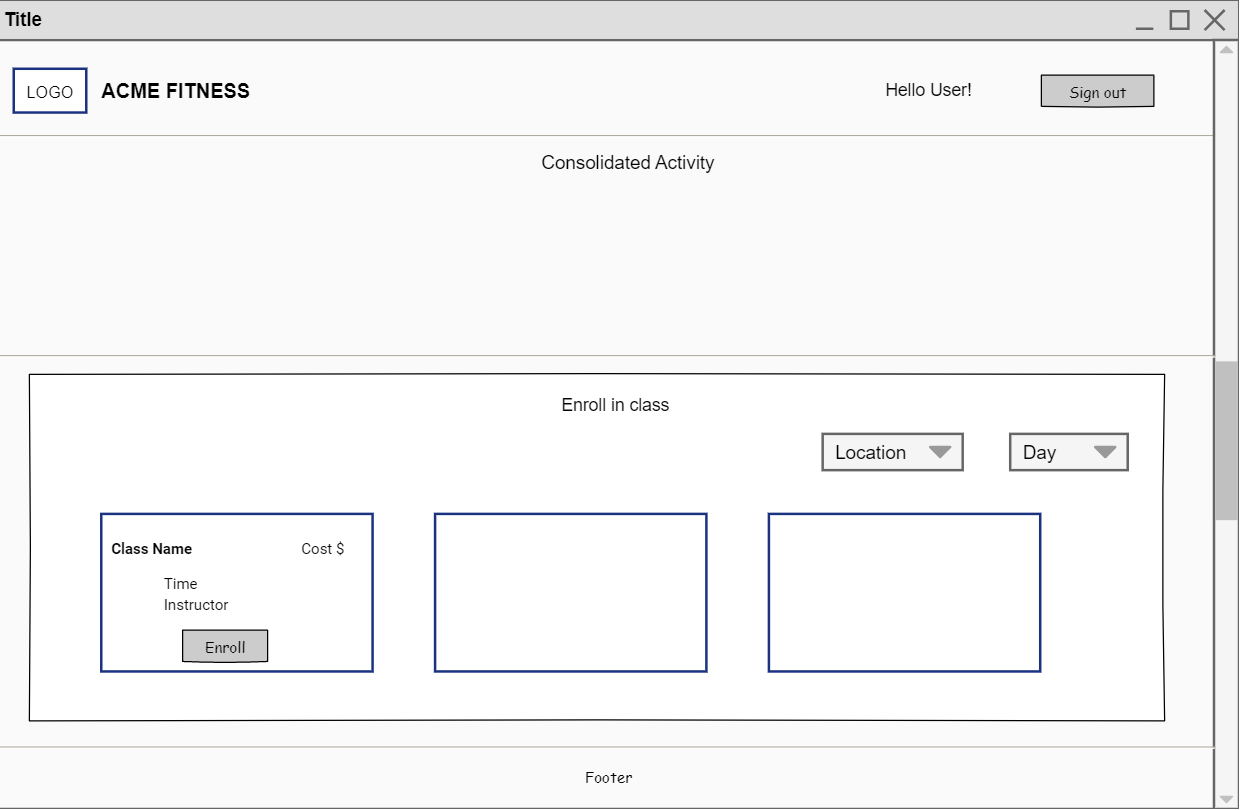 Title
LOGO ACME FITNESS Hello User! Sign out
Consolidated Activity
Enroll in class
Location Day
Class Name Cost $
Time
Instructor
Enroll
Footer